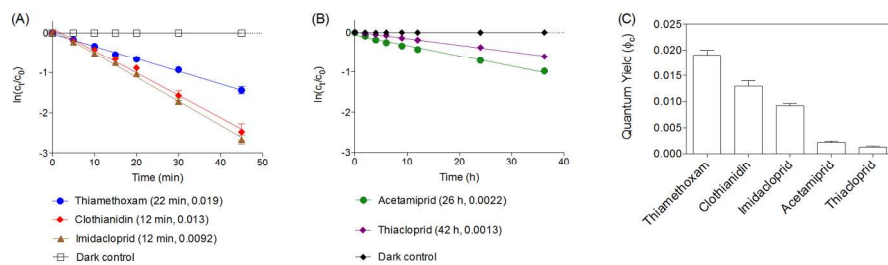 (A)
ln(ct/c0)
0
-1
-2
-3
0 10 20 30 40 50
Time (min)
Thiamethoxam (22 min, 0.019)
Clothianidin (12 min, 0.013)
Imidacloprid (12 min, 0.0092)
Dark control
(B)
ln(ct/c0)
0
-1
-2
-3
0 10 20 30 40
Time (h)
Acetamiprid (26 h, 0.0022)
Thiacloprid (42 h, 0.0013)
Dark control
(C)
Quantum Yield (ϕc)
0.025
0.020
0.015
0.010
0.005
0.000
Thiamethoxam
Clothianidin
Imidacloprid
Acetamiprid
Thiacloprid